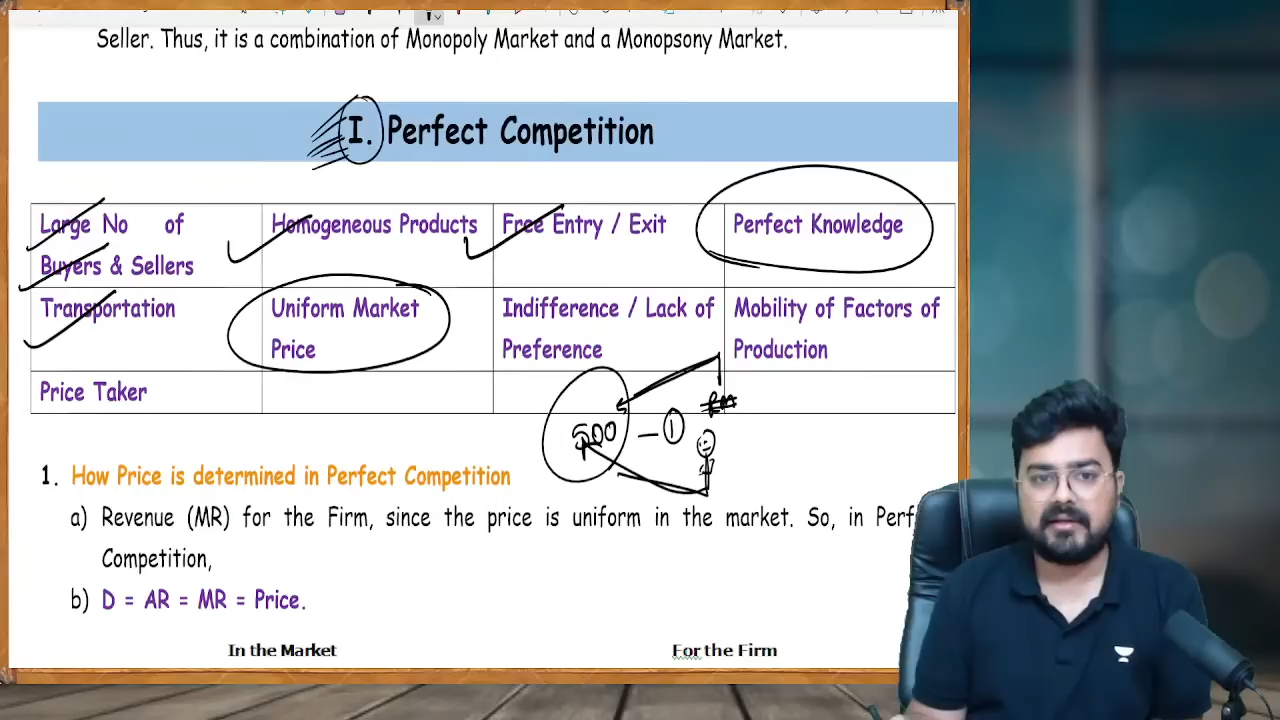 Seller. Thus, it is a combination of Monopoly Market and a Monopsony Market.
I. Perfect Competition
Large No of
Buyers & Sellers
Homogeneous Products
Free Entry / Exit
Perfect Knowledge
Transportation
Uniform Market
Price
Indifference / Lack of
Preference
Mobility of Factors of
Production
Price Taker
500 – 1
1. How Price is determined in Perfect Competition
a) Revenue (MR) for the Firm, since the price is uniform in the market. So, in Perf
Competition,
b) D = AR = MR = Price.
In the Market
For the Firm